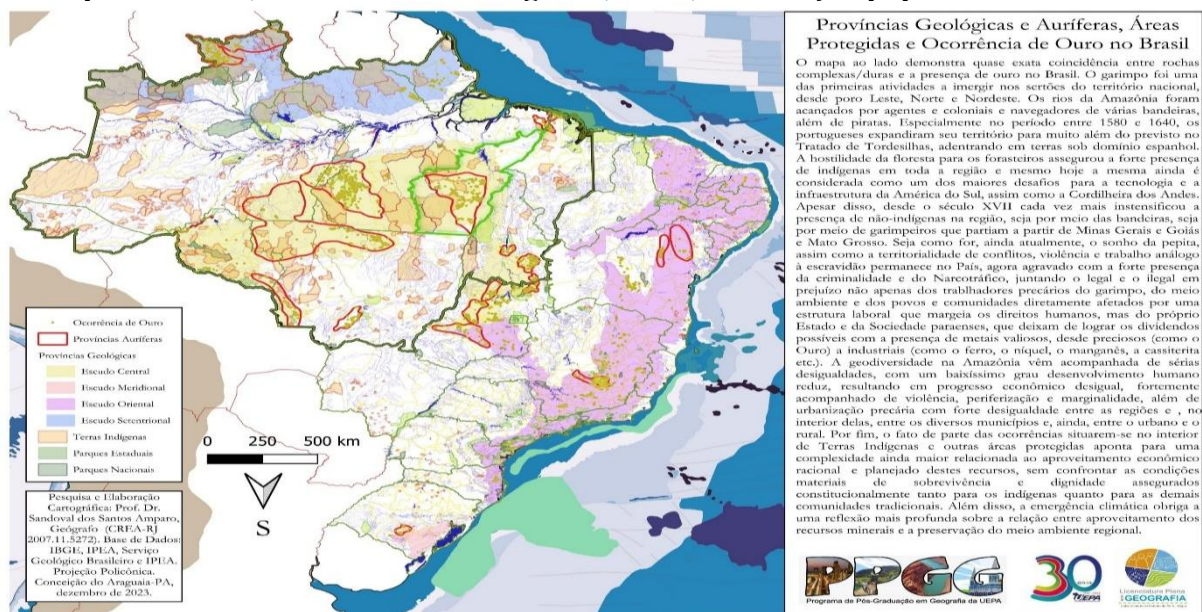 Províncias Geológicas e Auríferas, Áreas
Protegidas e Ocorrência de Ouro no Brasil
O mapa ao lado demonstra quase exata coincidência entre rochas
complexas/duras e a presença de ouro no Brasil. O garimpo foi uma
das primeiras atividades a imergir nos sertões do território nacional,
desde poro Leste, Norte e Nordeste. Os rios da Amazônia foram
acançados por agentes e coloniais e navegadores de várias bandeiras,
além de piratas. Especialmente no período entre 1580 e 1640, os
portugueses expandiram seu território para muito além do previsto no
Tratado de Tordesilhas, adentrando em terras sob domínio espanhol.
A hostilidade da floresta para os forasteiros assegurou a forte presença
de indígenas em toda a região e mesmo hoje a mesma ainda é
considerada como um dos maiores desafios para a tecnologia e a
infraestrutura da América do Sul, assim como a Cordilheira dos Andes.
Apesar disso, desde o século XVII cada vez mais instensificou a
presença de não-indígenas na região, seja por meio das bandeiras, seja
por meio de garimpeiros que partiam a partir de Minas Gerais e Goiás
e Mato Grosso. Seja como for, ainda atualmente, o sonho da pepita,
assim como a territorialidade de conflitos, violência e trabalho análogo
à escravidão permanece no País, agora agravado com a forte presença
da criminalidade e do Narcotráfico, juntando o legal e o ilegal em
prejuízo não apenas dos trablhadores precários do garimpo, do meio
ambiente e dos povos e comunidades diretamente afetados por uma
estrutura laboral que margeia os direitos humanos, mas do próprio
Estado e da Sociedade paraenses, que deixam de lograr os dividendos
possíveis com a presença de metais valiosos, desde preciosos (como o
Ouro) a industriais (como o ferro, o níquel, o manganês, a cassiterita
etc.). A geodiversidade na Amazônia vêm acompanhada de sérias
desigualdades, com um baixíssimo grau desenvolvimento humano
reduz, resultando em progresso econômico desigual, fortemente
acompanhado de violência, periferização e marginalidade, além de
urbanização precária com forte desigualdade entre as regiões e , no
interior delas, entre os diversos municípios e, ainda, entre o urbano e o
rural. Por fim, o fato de parte das ocorrências situarem-se no interior
de Terras Indígenas e outras áreas protegidas aponta para uma
complexidade ainda maior relacionada ao aproveitamento econômico
racional e planejado destes recursos, sem confrontar as condições
materiais de sobrevivência e dignidade assegurados
constitucionalmente tanto para os indígenas quanto para as demais
comunidades tradicionais. Além disso, a emergência climática obriga a
uma reflexão mais profunda sobre a relação entre aproveitamento dos
recursos minerais e a preservação do meio ambiente regional.
Ocorrência de Ouro
Províncias Auríferas
Províncias Geológicas
Escudo Central
Escudo Meridional
Escudo Oriental
Escudo Setentrional
Terras Indígenas
Parques Estaduais
Parques Nacionais
0 250 500 km
S
Pesquisa e Elaboração
Cartográfica: Prof. Dr.
Sandoval dos Santos Amparo,
Geógrafo (CREA-RJ
2007.11.5272). Base de Dados:
IBGE, IPEA, Serviço
Geológico Brasileiro e IPEA.
Projeção Policônica.
Conceição do Araguaia-PA,
dezembro de 2023.
PPGG
Programa de Pós-Graduação em Geografia da UEPA
30
UEPA
Licenciatura Plena
GEOGRAFIA